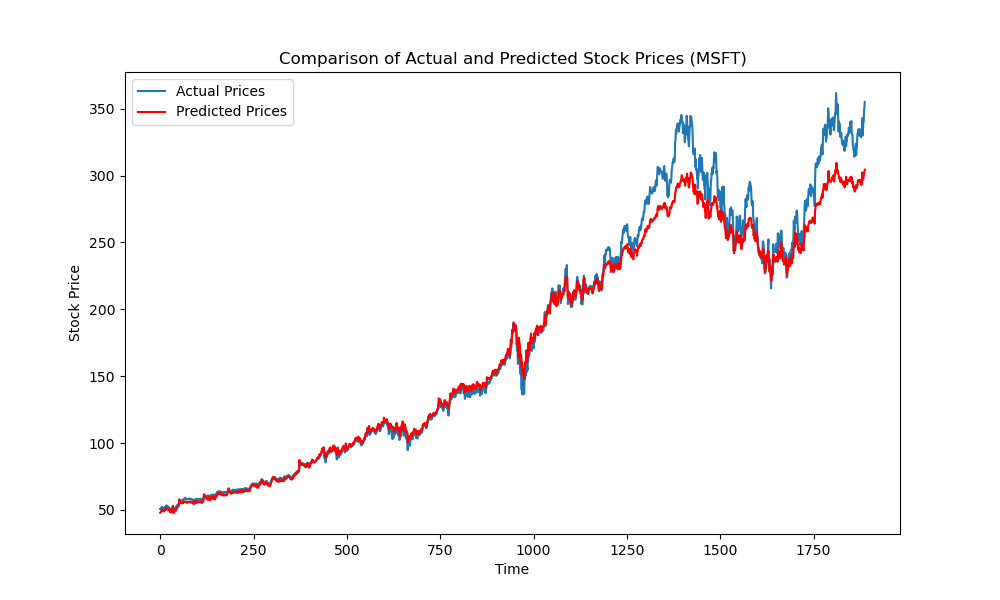 Comparison of Actual and Predicted Stock Prices (MSFT)
Actual Prices
Predicted Prices
350
300
250
200
150
100
50
Stock Price
0 250 500 750 1000 1250 1500 1750
Time